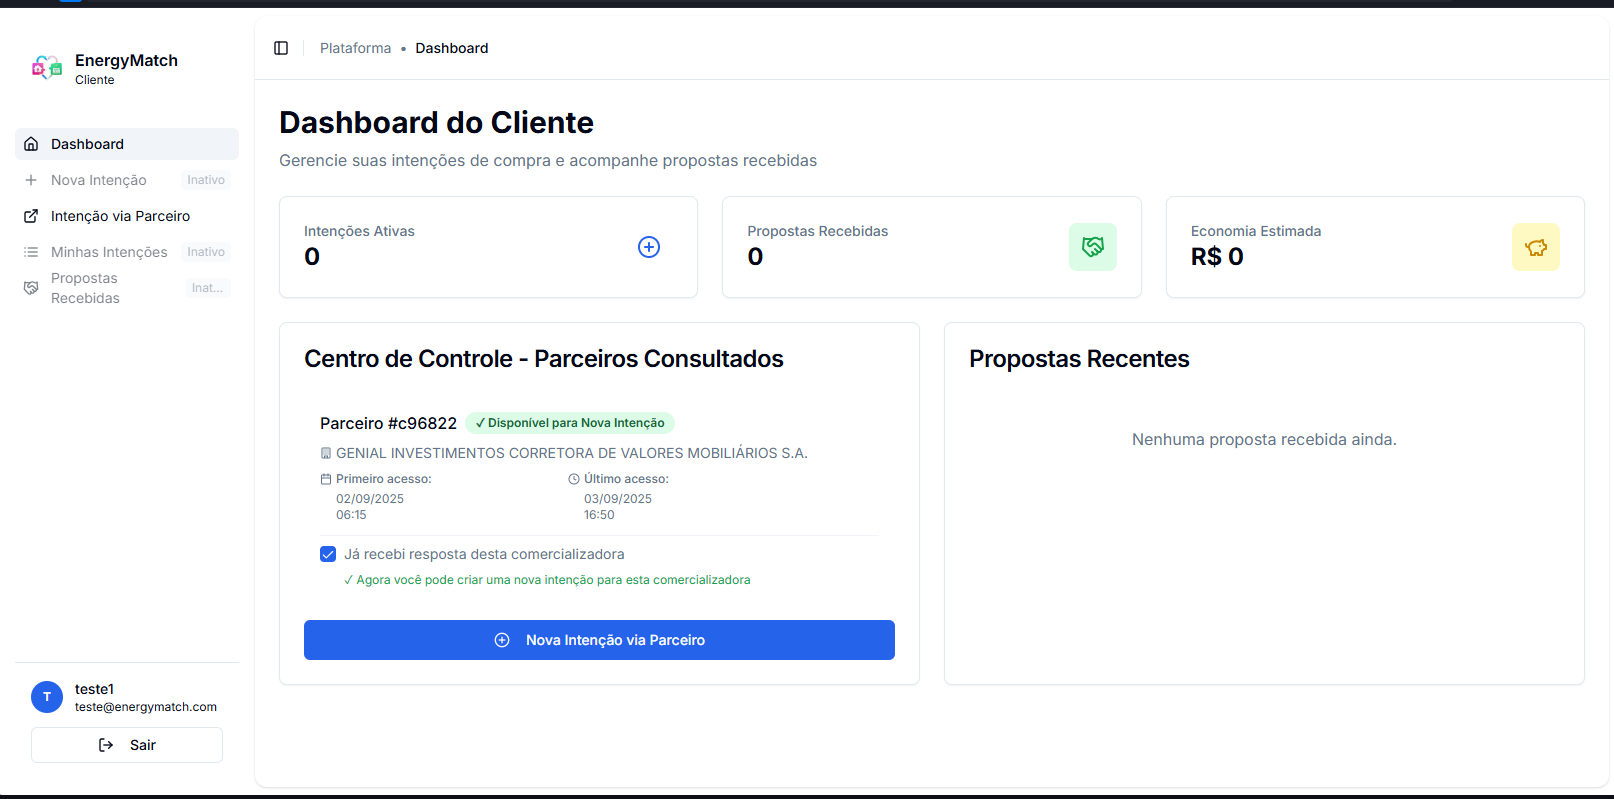 EnergyMatch
Cliente
Dashboard
Nova Intenção
Inativo
Intenção via Parceiro
Minhas Intenções
Inativo
Propostas
Recebidas
Inat...
teste1
T
teste@energymatch.com
Sair
Plataforma • Dashboard
Dashboard do Cliente
Gerencie suas intenções de compra e acompanhe propostas recebidas
Intenções Ativas
0
Propostas Recebidas
0
Economia Estimada
R$ 0
Centro de Controle - Parceiros Consultados
Parceiro #c96822
✓ Disponível para Nova Intenção
GENIAL INVESTIMENTOS CORRETORA DE VALORES MOBILIÁRIOS S.A.
Primeiro acesso:
02/09/2025
06:15
Último acesso:
03/09/2025
16:50
Já recebi resposta desta comercializadora
✓ Agora você pode criar uma nova intenção para esta comercializadora
Nova Intenção via Parceiro
Propostas Recentes
Nenhuma proposta recebida ainda.